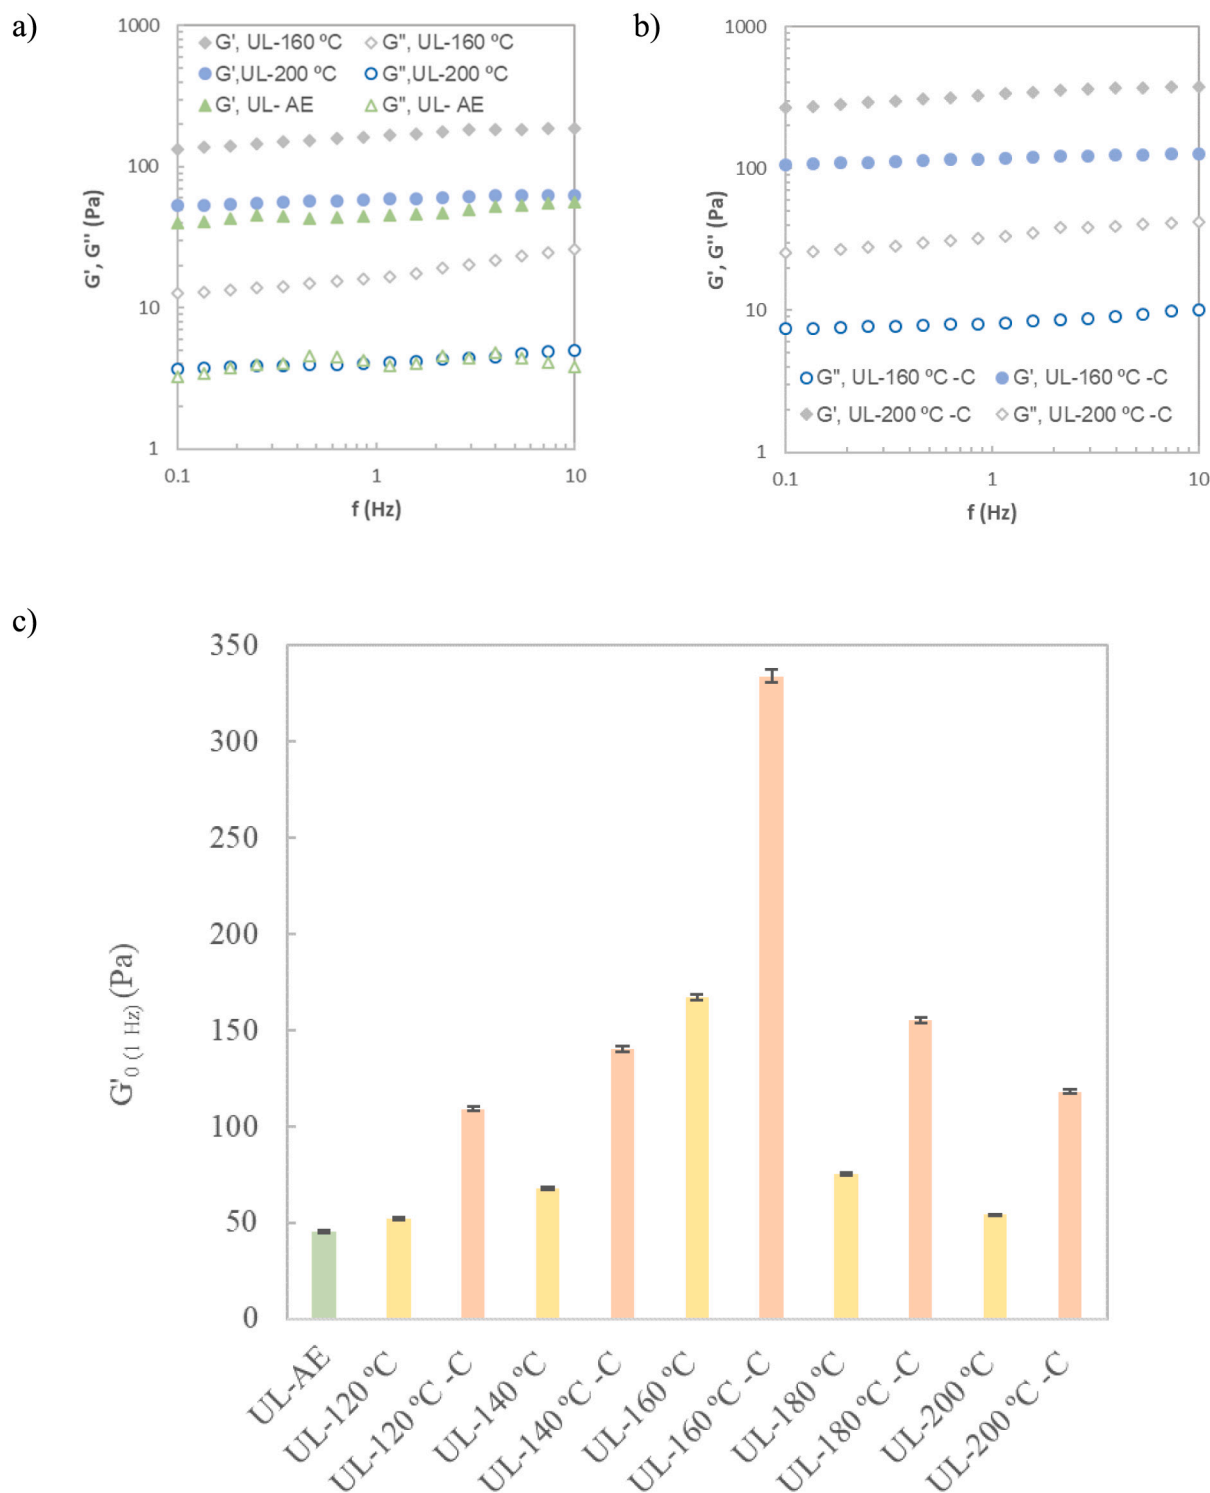 a)
1000
100
10
1
G', G'' (Pa)
G', UL-160 ºC
G'', UL-160 ºC
G',UL-200 ºC
G'',UL-200 ºC
G', UL- AE
G'', UL- AE
0.1
1
10
f (Hz)
b)
1000
100
10
1
G', G'' (Pa)
G'', UL-160 ºC -C
G', UL-160 ºC -C
G', UL-200 ºC -C
G'', UL-200 ºC -C
0.1
1
10
f (Hz)
c)
350
300
250
200
150
100
50
0
G'0 (1 Hz) (Pa)
UL-AE
UL-120 ºC
UL-120 ºC -C
UL-140 ºC
UL-140 ºC -C
UL-160 ºC
UL-160 ºC -C
UL-180 ºC
UL-180 ºC -C
UL-200 ºC
UL-200 ºC -C